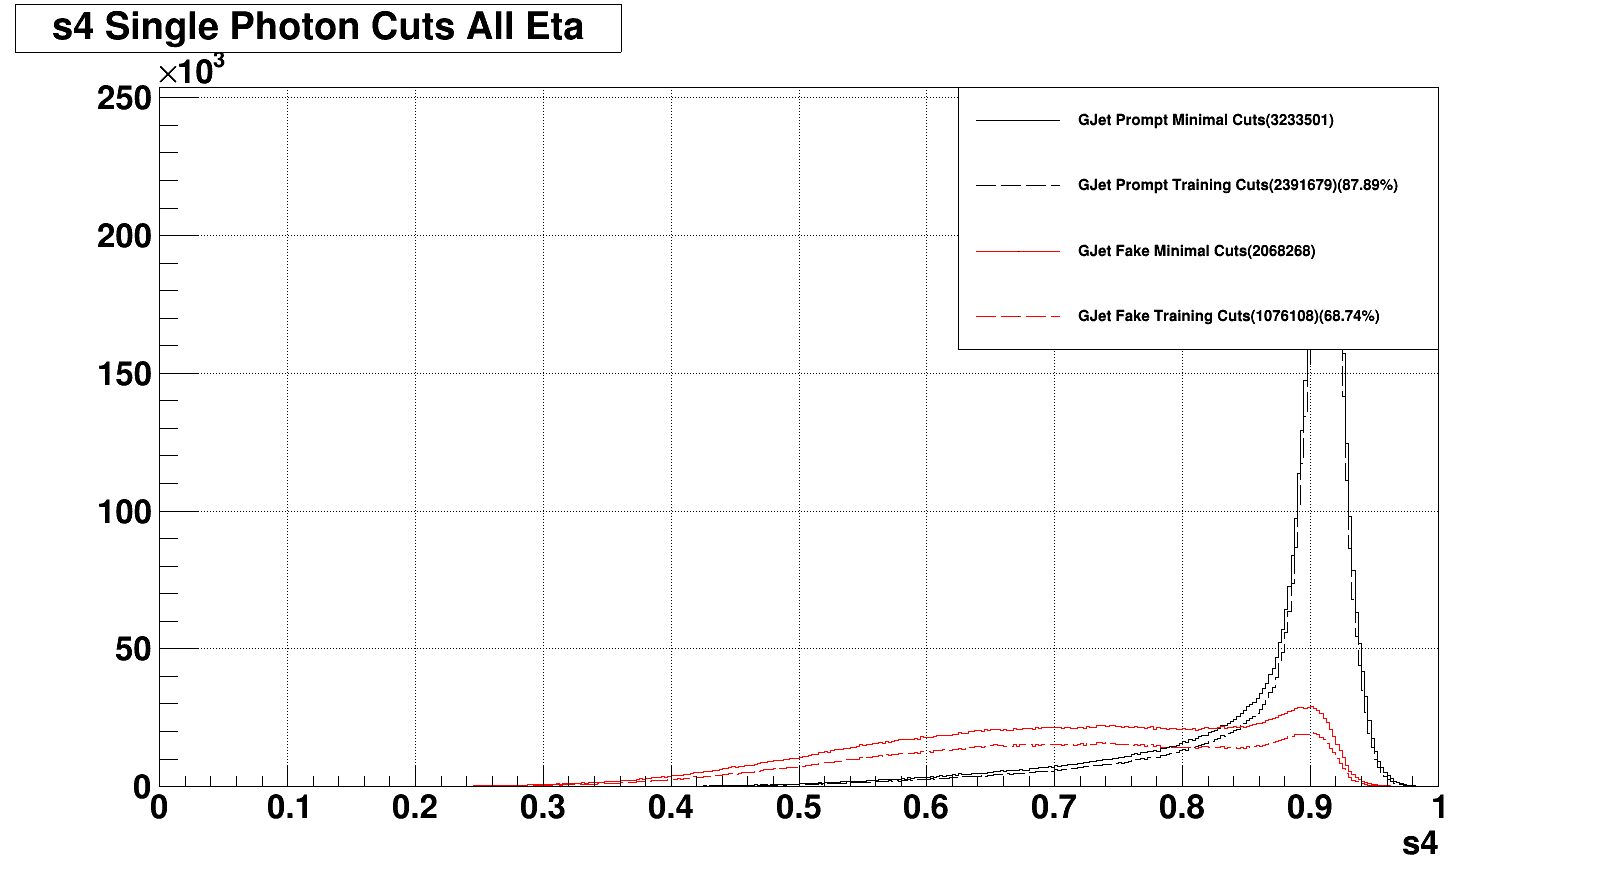 s4 Single Photon Cuts All Eta
×10³
250
200
150
100
50
0
GJet Prompt Minimal Cuts(3233501)
GJet Prompt Training Cuts(2391679)(87.89%)
GJet Fake Minimal Cuts(2068268)
GJet Fake Training Cuts(1076108)(68.74%)
0 0.1 0.2 0.3 0.4 0.5 0.6 0.7 0.8 0.9 1
s4